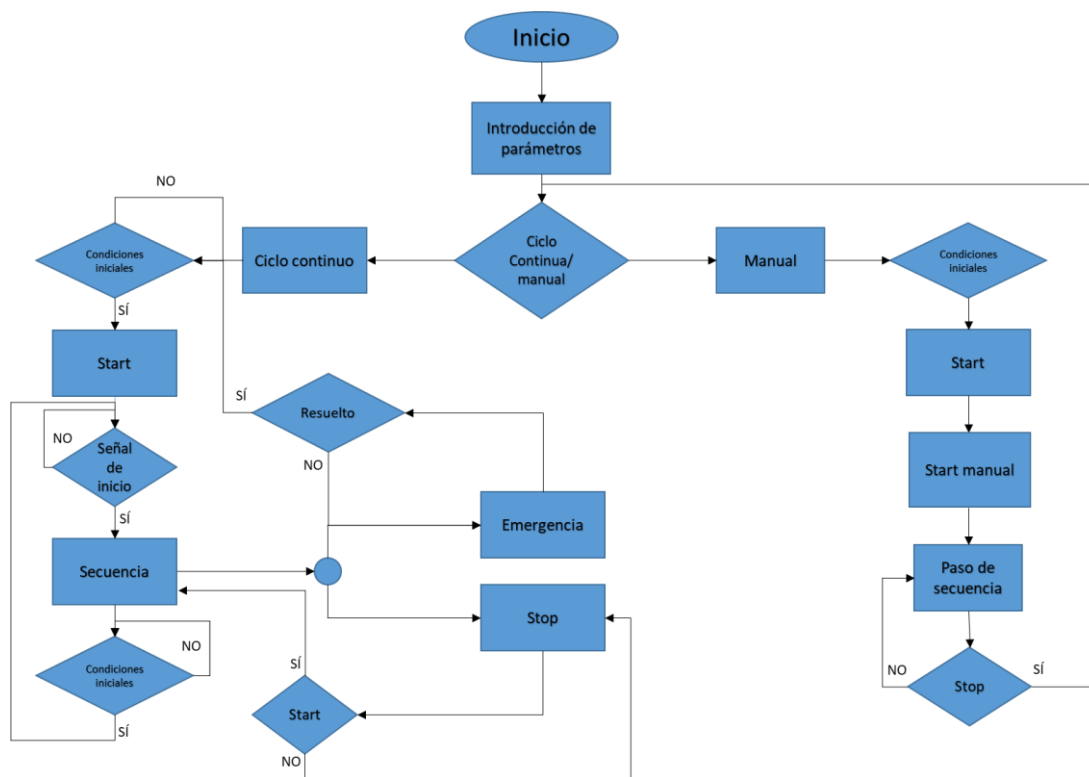 Inicio
Introducción de
parámetros
NO
Condiciones
iniciales
Ciclo continuo
Ciclo
Continua/
manual
Manual
Condiciones
iniciales
SÍ
Start
Start
SÍ
Resuelto
NO
Señal
de
inicio
NO
Start manual
SÍ
Emergencia
Secuencia
Paso de
secuencia
Stop
NO
Condiciones
iniciales
SÍ
NO
SÍ
Stop
Start
SÍ
NO